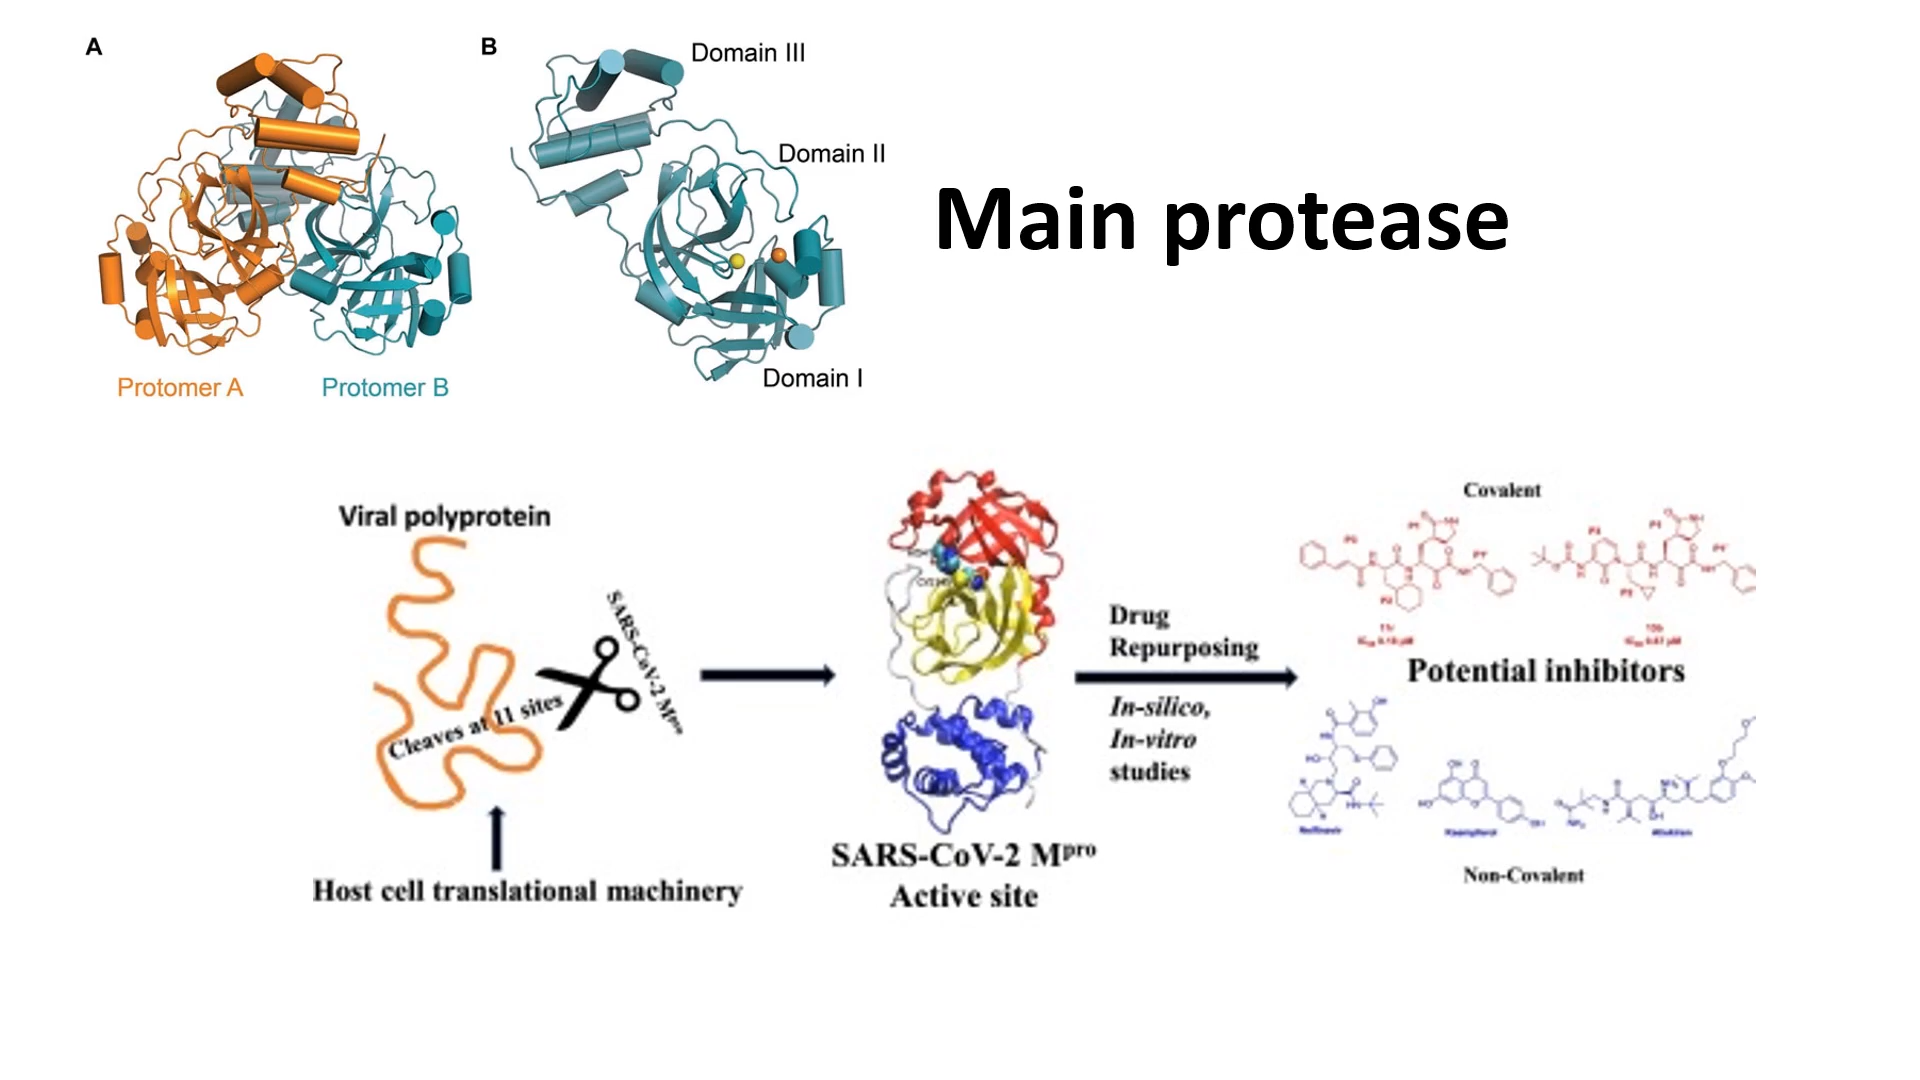 A
B
Domain III
Domain II
Domain I
Protomer A
Protomer B
Main protease
Viral polyprotein
Cleaves at 11 sites
SARS-CoV-2 Mᵖʳᵒ
Host cell translational machinery
SARS-CoV-2 Mᵖʳᵒ
Active site
Drug
Repurposing
In-silico,
In-vitro
studies
Covalent
Potential inhibitors
Kaempferol
Non-Covalent